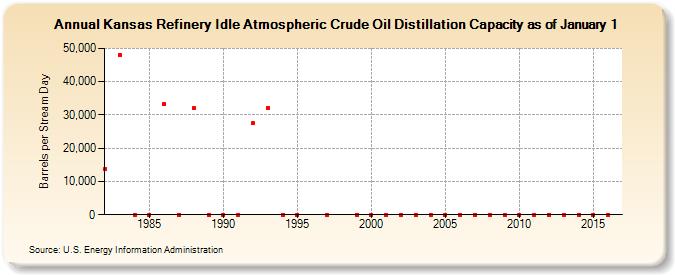 Annual Kansas Refinery Idle Atmospheric Crude Oil Distillation Capacity as of January 1
Barrels per Stream Day
50,000
40,000
30,000
20,000
10,000
0
1985 1990 1995 2000 2005 2010 2015
Source: U.S. Energy Information Administration